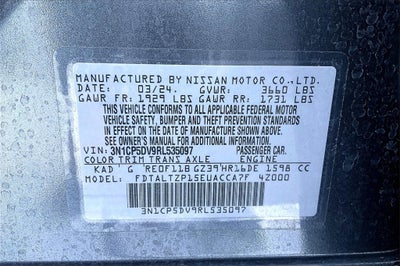 MANUFACTURED BY NISSAN MOTOR CO.,LTD.
DATE: 03/24. GVWR: 3660 LBS
GAWR FR: 1929 LBS GAWR RR: 1731 LBS
THIS VEHICLE CONFORMS TO ALL APPLICABLE FEDERAL MOTOR
VEHICLE SAFETY, BUMPER AND THEFT PREVENTION STANDARDS
IN EFFECT ON THE DATE OF MANUFACTURE SHOWN ABOVE.
SEE OWNER'S MANUAL FOR ADDITIONAL INFORMATION
VIN: 3N1CP5DV9RL535097 PASSENGER CAR.
COLOR TRIM TRANS AXLE ENGINE
KAD G RE0F11B GZ39 HR16DE 1598 CC
MODEL: FDTALTZP15EUACCA7F 4Z000
3N1CP5DV9RL535097